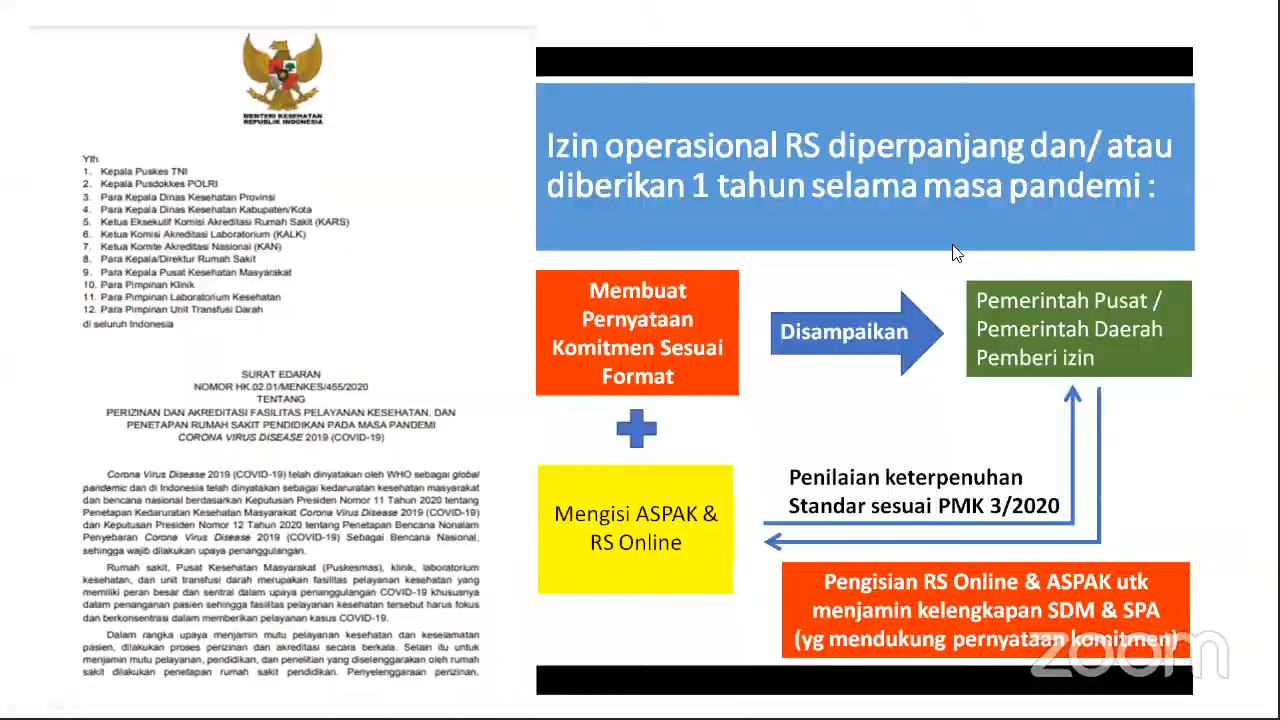 MENTERI KESEHATAN
REPUBLIK INDONESIA
Yth.
1. Kepala Puskes TNI
2. Kepala Pusdokkes POLRI
3. Para Kepala Dinas Kesehatan Provinsi
4. Para Kepala Dinas Kesehatan Kabupaten/Kota
5. Ketua Eksekutif Komisi Akreditasi Rumah Sakit (KARS)
6. Ketua Komisi Akreditasi Laboratorium (KALK)
7. Ketua Komite Akreditasi Nasional (KAN)
8. Para Kepala/Direktur Rumah Sakit
9. Para Kepala Pusat Kesehatan Masyarakat
10. Para Pimpinan Klinik
11. Para Pimpinan Laboratorium Kesehatan
12. Para Pimpinan Unit Transfusi Darah
di seluruh Indonesia
SURAT EDARAN
NOMOR HK.02.01/MENKES/455/2020
TENTANG
PERIZINAN DAN AKREDITASI FASILITAS PELAYANAN KESEHATAN, DAN
PENETAPAN RUMAH SAKIT PENDIDIKAN PADA MASA PANDEMI
CORONA VIRUS DISEASE 2019 (COVID-19)
Corona Virus Disease 2019 (COVID-19) telah dinyatakan oleh WHO sebagai global
pandemic dan di Indonesia telah dinyatakan sebagai kedaruratan kesehatan masyarakat
dan bencana nasional berdasarkan Keputusan Presiden Nomor 11 Tahun 2020 tentang
Penetapan Kedaruratan Kesehatan Masyarakat Corona Virus Disease 2019 (COVID-19)
dan Keputusan Presiden Nomor 12 Tahun 2020 tentang Penetapan Bencana Nonalam
Penyebaran Corona Virus Disease 2019 (COVID-19) Sebagai Bencana Nasional,
sehingga wajib dilakukan upaya penanggulangan.
Rumah sakit, Pusat Kesehatan Masyarakat (Puskesmas), klinik, laboratorium
kesehatan, dan unit transfusi darah merupakan fasilitas pelayanan kesehatan yang
memiliki peran besar dan sentral dalam upaya penanggulangan COVID-19 khususnya
dalam penanganan pasien sehingga fasilitas pelayanan kesehatan tersebut harus fokus
dan berkonsentrasi dalam memberikan pelayanan kasus COVID-19.
Dalam rangka upaya menjamin mutu pelayanan kesehatan dan keselamatan
pasien, dilakukan proses perizinan dan akreditasi secara berkala. Selain itu untuk
menjamin mutu pelayanan, pendidikan, dan penelitian yang diselenggarakan oleh rumah
sakit dilakukan penetapan rumah sakit pendidikan. Penyelenggaraan perizinan,
Izin operasional RS diperpanjang dan/ atau
diberikan 1 tahun selama masa pandemi :
Membuat
Pernyataan
Komitmen Sesuai
Format
Disampaikan
Pemerintah Pusat /
Pemerintah Daerah
Pemberi izin
Mengisi ASPAK &
RS Online
Penilaian keterpenuhan
Standar sesuai PMK 3/2020
Pengisian RS Online & ASPAK utk
menjamin kelengkapan SDM & SPA
(yg mendukung pernyataan komitmen)
zoom